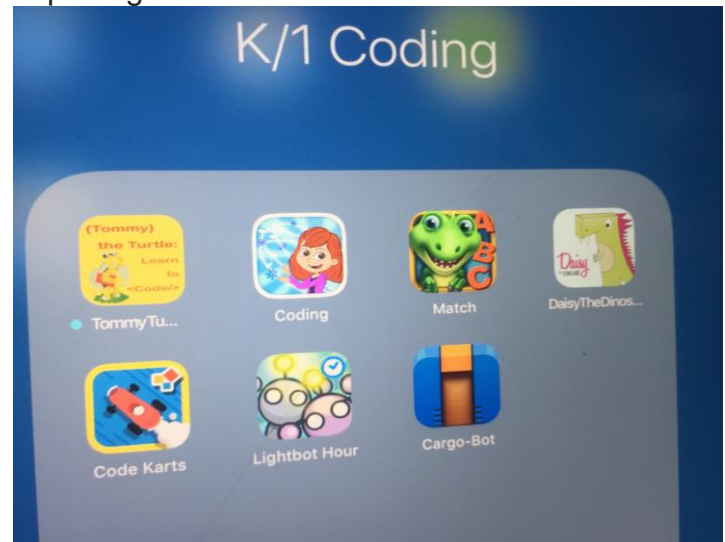 K/1 Coding
{Tommy}
the Turtle:
Learn
to
<Code/>
A
B
C
Daisy
TommyTu...
Coding
Match
DaisyTheDinos...
Code Karts
Lightbot Hour
Cargo-Bot